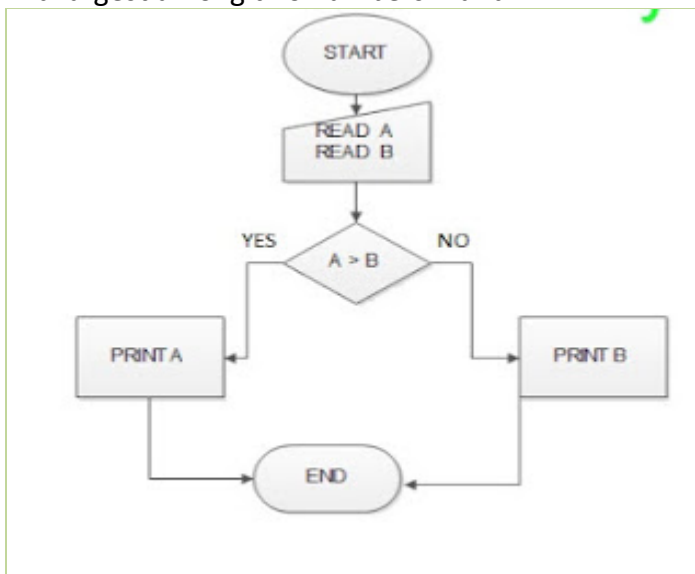 START
READ A
READ B
YES
NO
A > B
PRINT A
PRINT B
END